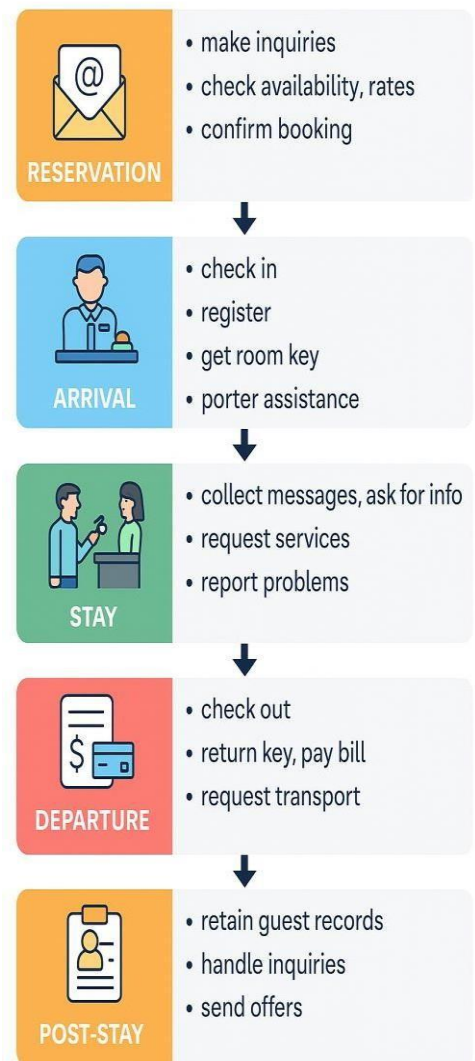 @
• make inquiries
• check availability, rates
• confirm booking
RESERVATION
• check in
• register
• get room key
• porter assistance
ARRIVAL
• collect messages, ask for info
• request services
• report problems
STAY
• check out
$
• return key, pay bill
• request transport
DEPARTURE
• retain guest records
• handle inquiries
• send offers
POST-STAY